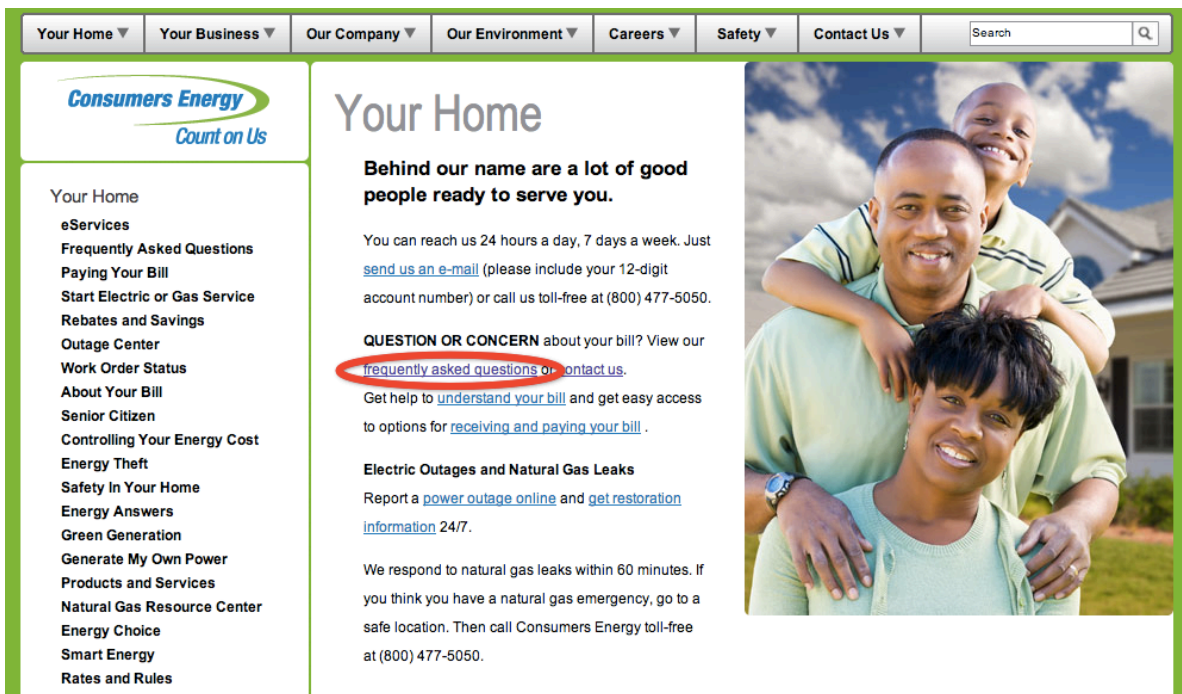 Your Home ▼ Your Business ▼ Our Company ▼ Our Environment ▼ Careers ▼ Safety ▼ Contact Us ▼ Search
Consumers Energy
Count on Us
Your Home
eServices
Frequently Asked Questions
Paying Your Bill
Start Electric or Gas Service
Rebates and Savings
Outage Center
Work Order Status
About Your Bill
Senior Citizen
Controlling Your Energy Cost
Energy Theft
Safety In Your Home
Energy Answers
Green Generation
Generate My Own Power
Products and Services
Natural Gas Resource Center
Energy Choice
Smart Energy
Rates and Rules
Your Home
Behind our name are a lot of good
people ready to serve you.
You can reach us 24 hours a day, 7 days a week. Just
send us an e-mail (please include your 12-digit
account number) or call us toll-free at (800) 477-5050.
QUESTION OR CONCERN about your bill? View our
frequently asked questions or contact us.
Get help to understand your bill and get easy access
to options for receiving and paying your bill .
Electric Outages and Natural Gas Leaks
Report a power outage online and get restoration
information 24/7.
We respond to natural gas leaks within 60 minutes. If
you think you have a natural gas emergency, go to a
safe location. Then call Consumers Energy toll-free
at (800) 477-5050.